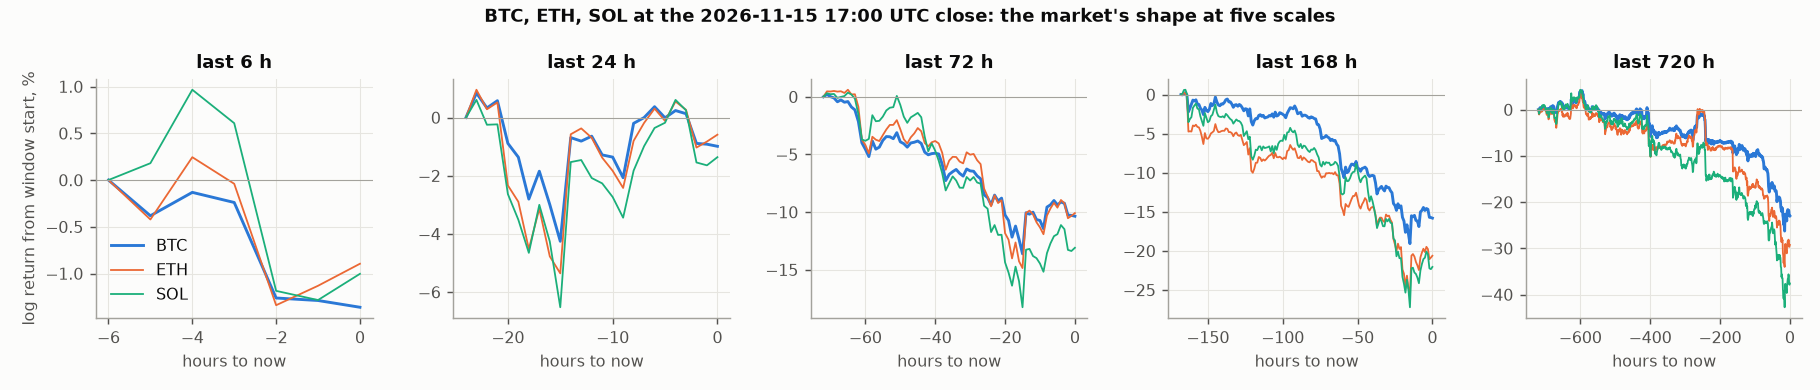 BTC, ETH, SOL at the 2026-11-15 17:00 UTC close: the market's shape at five scales
last 6 h
last 24 h
last 72 h
last 168 h
last 720 h
log return from window start, %
1.0
0.5
0.0
−0.5
−1.0
BTC
ETH
SOL
−6
−4
−2
0
hours to now
0
−2
−4
−6
−20
−10
0
hours to now
0
−5
−10
−15
−60
−40
−20
0
hours to now
0
−5
−10
−15
−20
−25
−150
−100
−50
0
hours to now
0
−10
−20
−30
−40
−600
−400
−200
0
hours to now